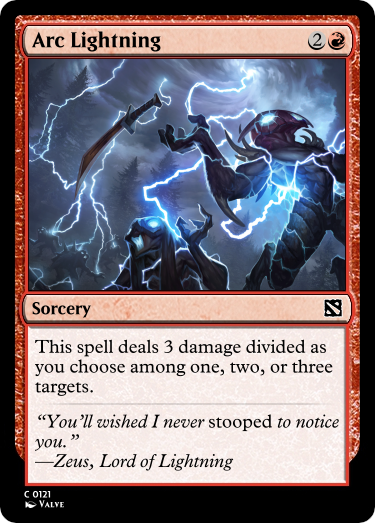 Arc Lightning 2
Sorcery
This spell deals 3 damage divided as
you choose among one, two, or three
targets.
“You’ll wished I never stooped to notice
you.”
—Zeus, Lord of Lightning
C 0121
Valve